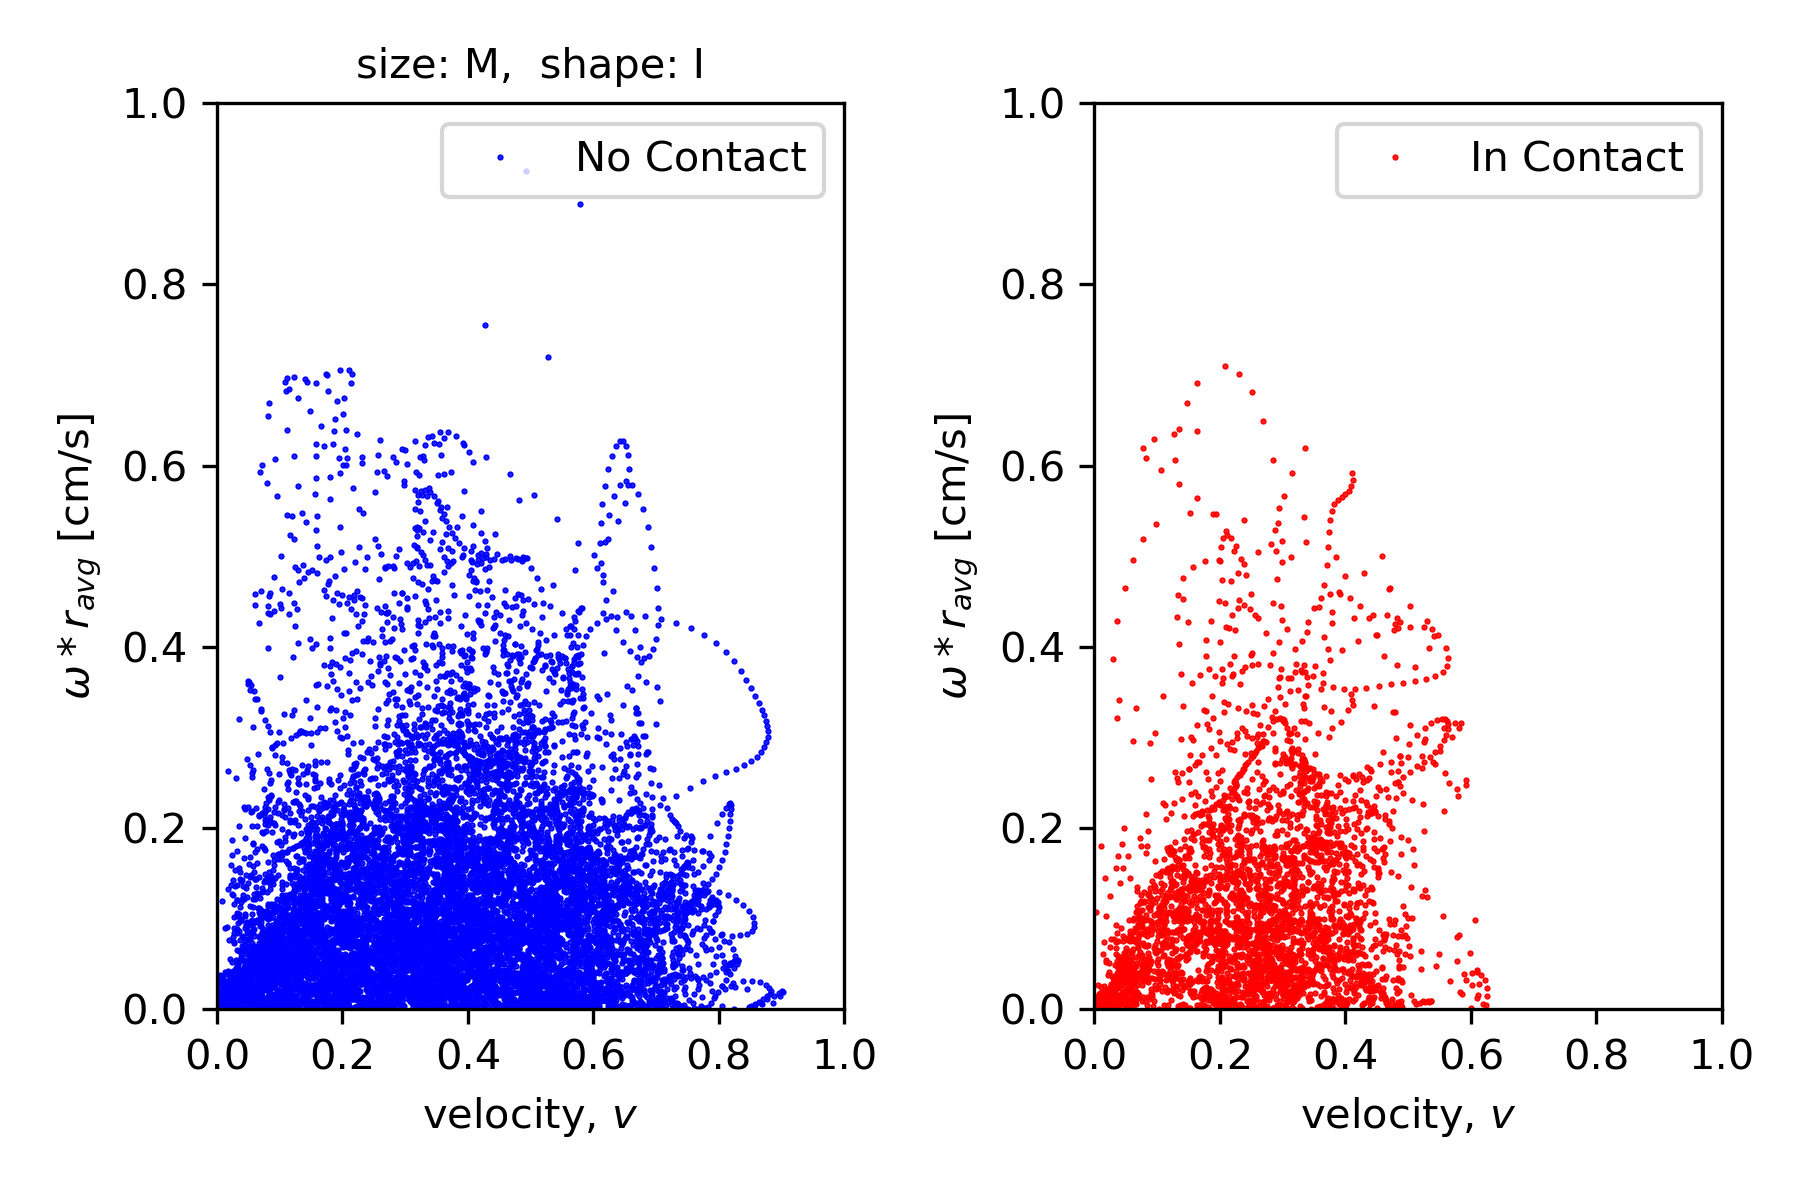 size: M,  shape: I
1.0
0.8
0.6
0.4
0.2
0.0
ω * r_avg [cm/s]
No Contact
0.0 0.2 0.4 0.6 0.8 1.0
velocity, v
1.0
0.8
0.6
0.4
0.2
0.0
ω * r_avg [cm/s]
In Contact
0.0 0.2 0.4 0.6 0.8 1.0
velocity, v